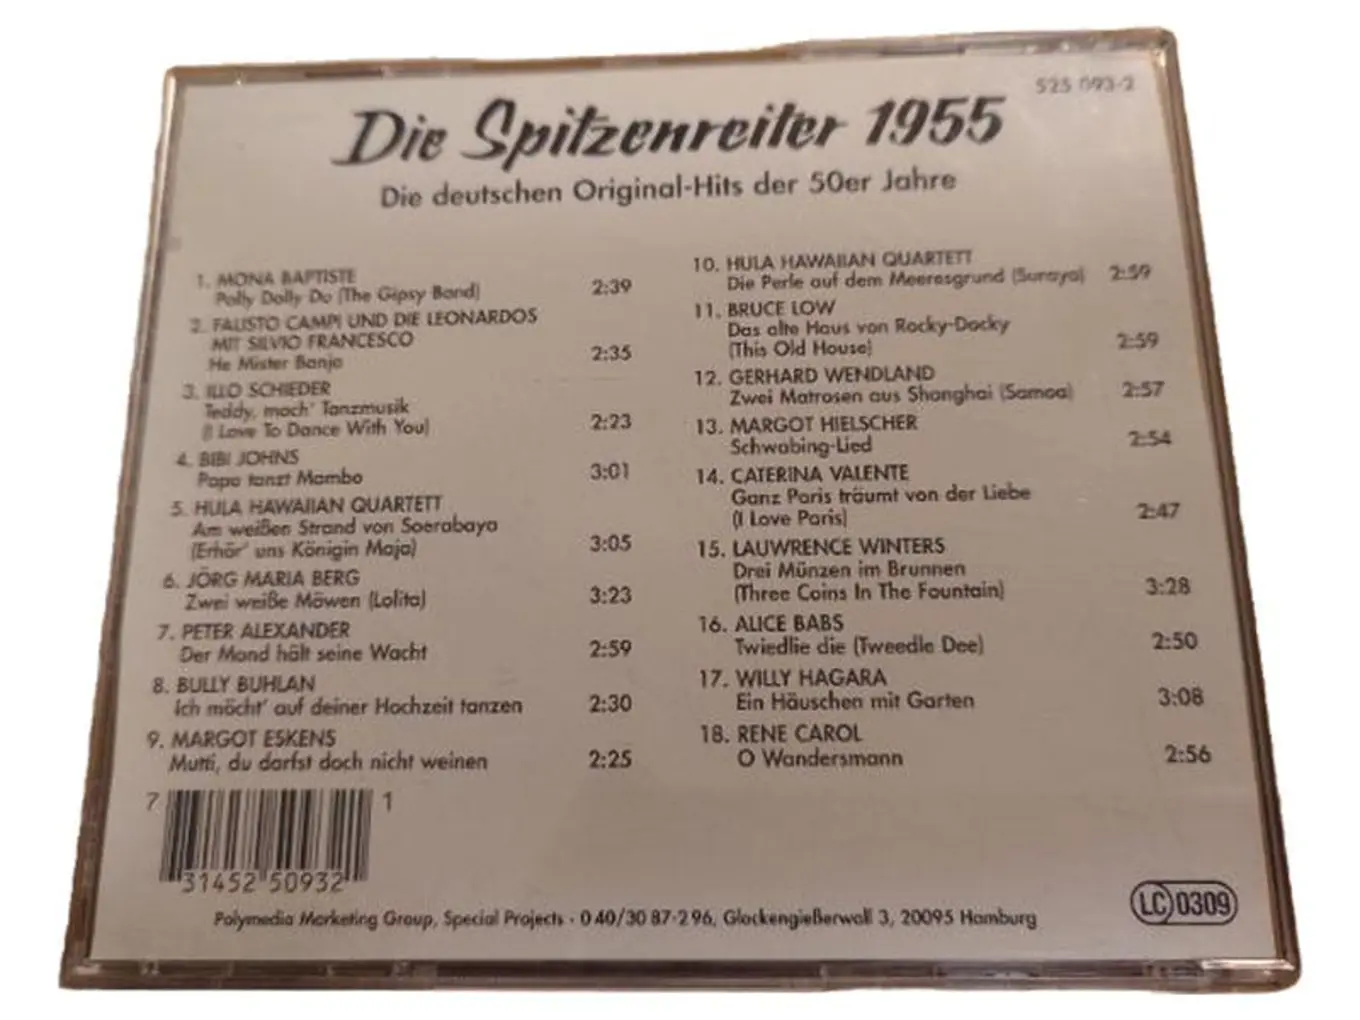 525 093-2
Die Spitzenreiter 1955
Die deutschen Original-Hits der 50er Jahre
1. MONA BAPTISTE
Polly Dolly Du (The Gipsy Band) 2:39
2. FAUSTO CAMPI UND DIE LEONARDOS
MIT SILVIO FRANCESCO
He Mister Banjo 2:35
3. ILLO SCHIEDER
Teddy, mach' Tanzmusik
(I Love To Dance With You) 2:23
4. BIBI JOHNS
Papa tanzt Mambo 3:01
5. HULA HAWAIIAN QUARTETT
Am weißen Strand von Soerabaya
(Erhör' uns Königin Maja) 3:05
6. JÖRG MARIA BERG
Zwei weiße Möwen (Lolita) 3:23
7. PETER ALEXANDER
Der Mond hält seine Wacht 2:59
8. BULLY BUHLAN
Ich möcht' auf deiner Hochzeit tanzen 2:30
9. MARGOT ESKENS
Mutti, du darfst doch nicht weinen 2:25
10. HULA HAWAIIAN QUARTETT
Die Perle auf dem Meeresgrund (Suraya) 2:59
11. BRUCE LOW
Das alte Haus von Rocky-Docky
(This Old House) 2:59
12. GERHARD WENDLAND
Zwei Matrosen aus Shanghai (Samoa) 2:57
13. MARGOT HIELSCHER
Schwabing-Lied 2:54
14. CATERINA VALENTE
Ganz Paris träumt von der Liebe
(I Love Paris) 2:47
15. LAUWRENCE WINTERS
Drei Münzen im Brunnen
(Three Coins In The Fountain) 3:28
16. ALICE BABS
Twiedlie die (Tweedle Dee) 2:50
17. WILLY HAGARA
Ein Häuschen mit Garten 3:08
18. RENE CAROL
O Wandersmann 2:56
7 31452 50932 1
LC 0309
Polymedia Marketing Group, Special Projects · 0 40/30 87-2 96, Glockengießerwall 3, 20095 Hamburg